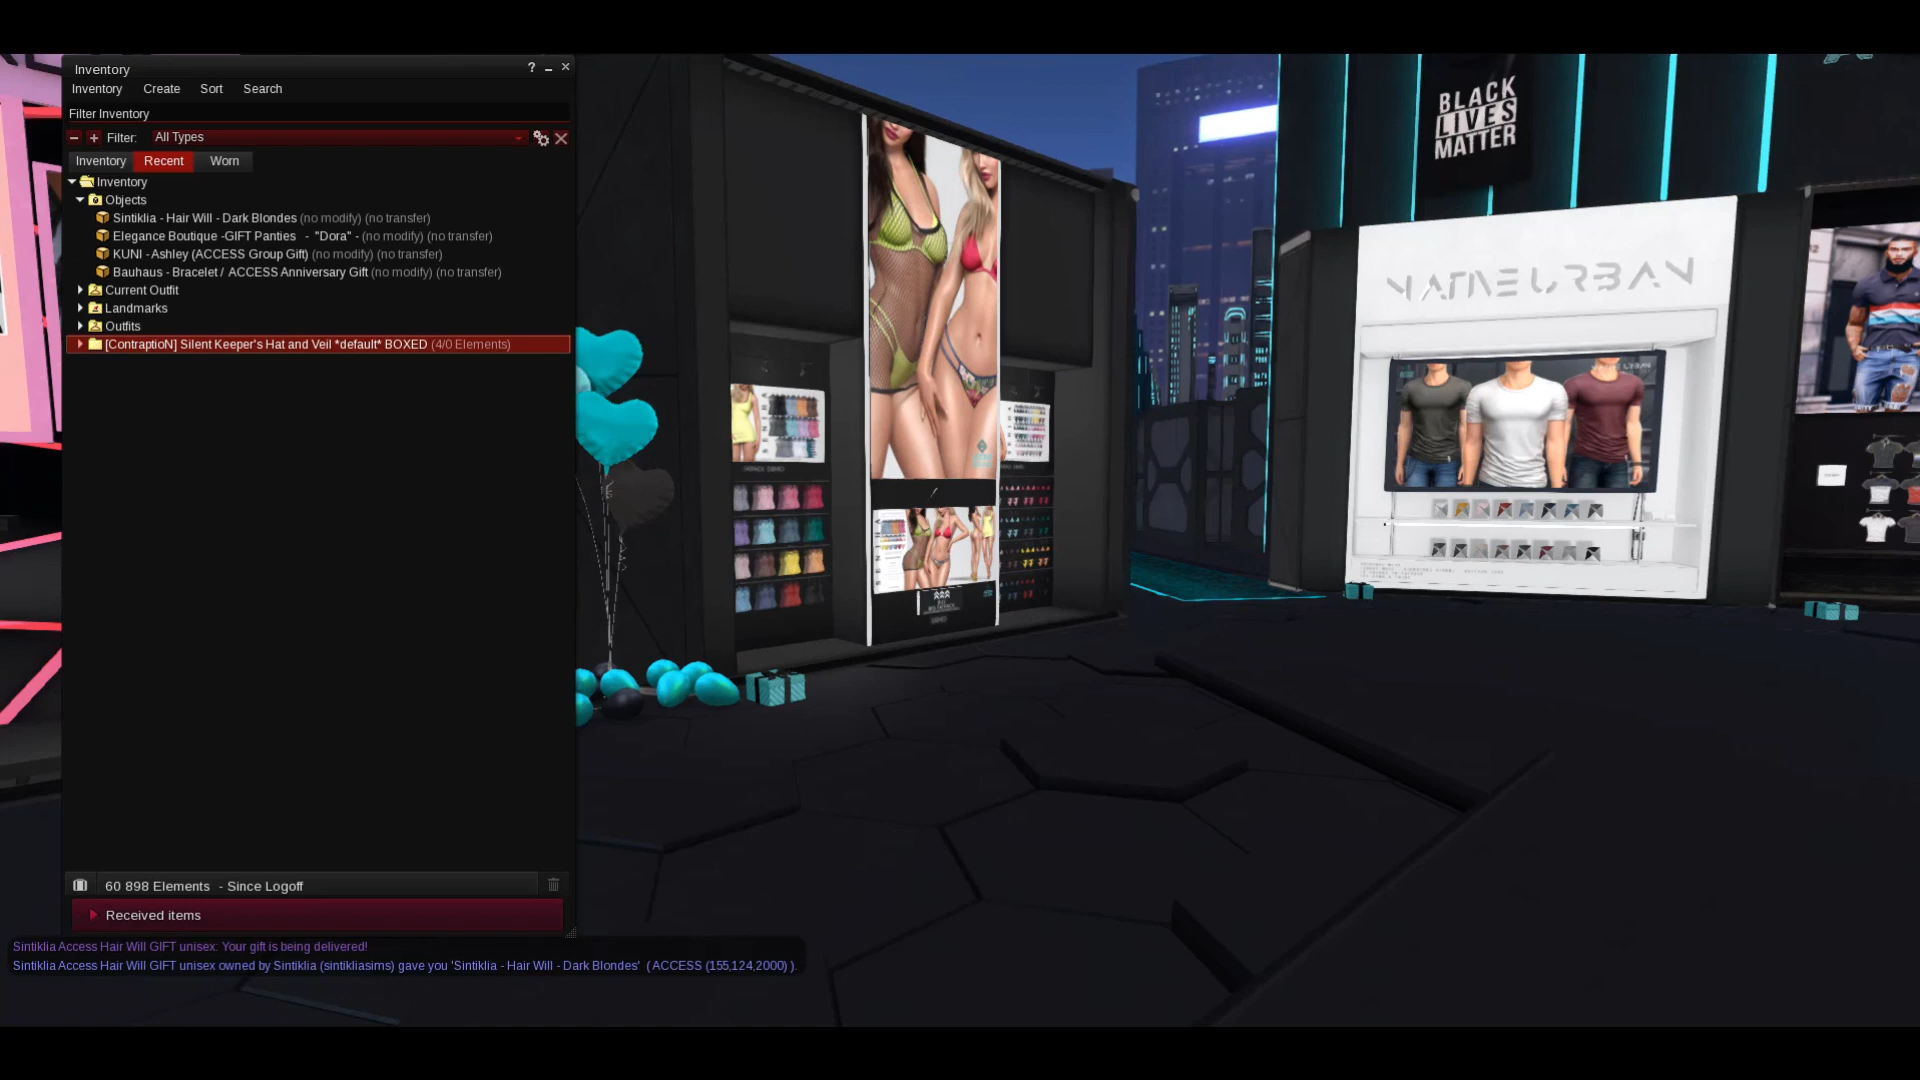 Inventory
Inventory Create Sort Search
Filter Inventory
Filter: All Types
Inventory Recent Worn
Inventory
Objects
Sintiklia - Hair Will - Dark Blondes (no modify) (no transfer)
Elegance Boutique -GIFT Panties - "Dora" - (no modify) (no transfer)
KUNI - Ashley (ACCESS Group Gift) (no modify) (no transfer)
Bauhaus - Bracelet / ACCESS Anniversary Gift (no modify) (no transfer)
Current Outfit
Landmarks
Outfits
[ContraptioN] Silent Keeper's Hat and Veil *default* BOXED (4/0 Elements)
60 898 Elements - Since Logoff
Received items
Sintiklia Access Hair Will GIFT unisex: Your gift is being delivered!
Sintiklia Access Hair Will GIFT unisex owned by Sintiklia (sintikliasims) gave you 'Sintiklia - Hair Will - Dark Blondes' ( ACCESS (155,124,2000) ).
BLACK
LIVES
MATTER
NATIVE URBAN